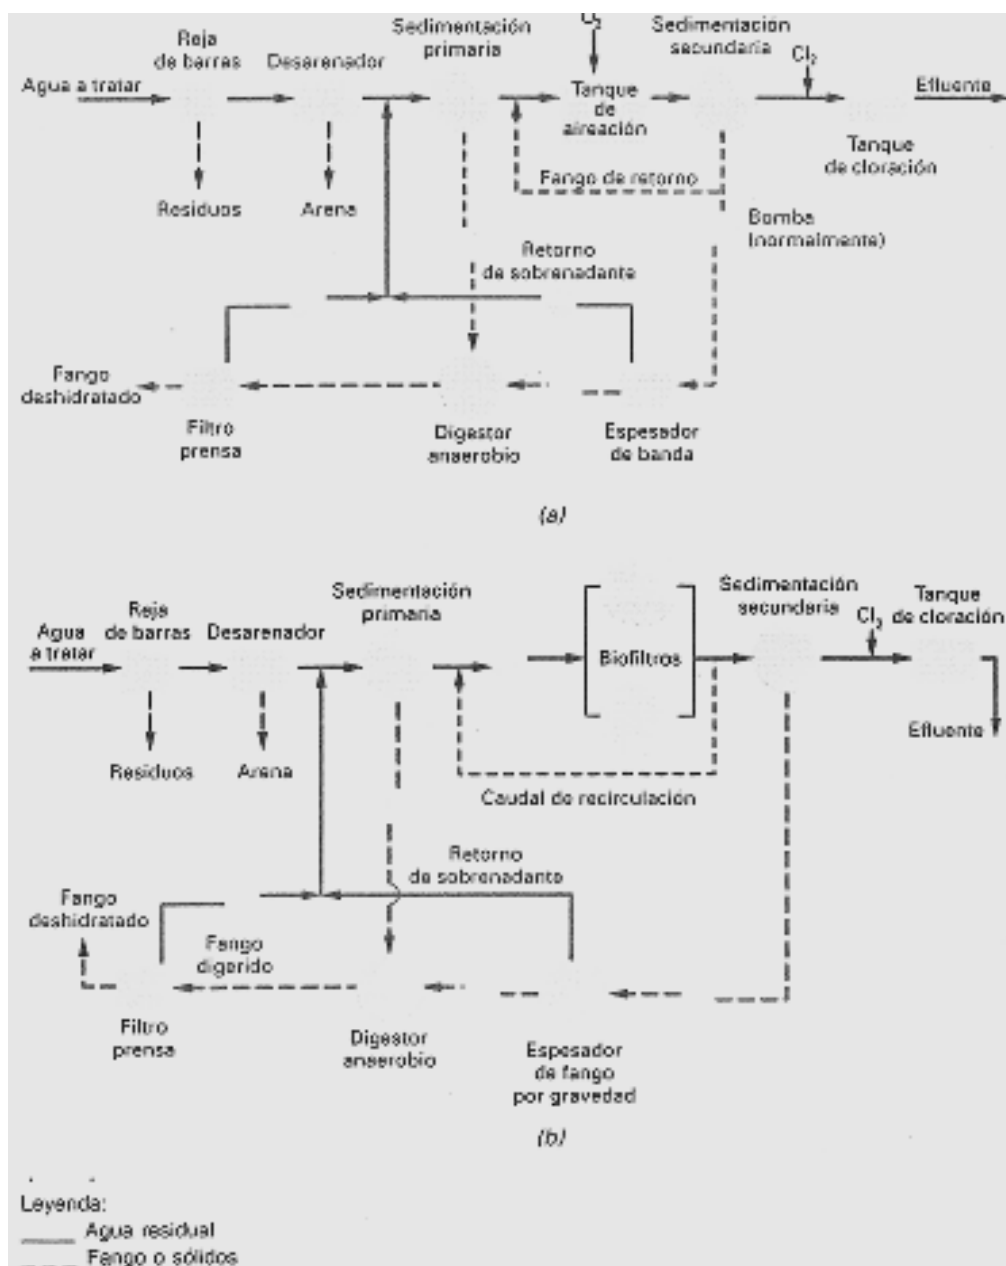 O₂
Reja
de barras
Desarenador
Sedimentación
primaria
Sedimentación
secundaria
Cl₂
Agua a tratar
Tanque
de
aireación
Efluente
Tanque
de cloración
Fango de retorno
Residuos
Arena
Bomba
(normalmente)
Retorno
de sobrenadante
Fango
deshidratado
Filtro
prensa
Digestor
anaerobio
Espesador
de banda
(a)
Sedimentación
primaria
Sedimentación
secundaria
Tanque
de cloración
Reja
de barras
Desarenador
Agua
a tratar
Cl₂
Biofiltros
Efluente
Residuos
Arena
Caudal de recirculación
Retorno
de sobrenadante
Fango
deshidratado
Fango
digerido
Filtro
prensa
Digestor
anaerobio
Espesador
de fango
por gravedad
(b)
Leyenda:
Agua residual
Fango o sólidos